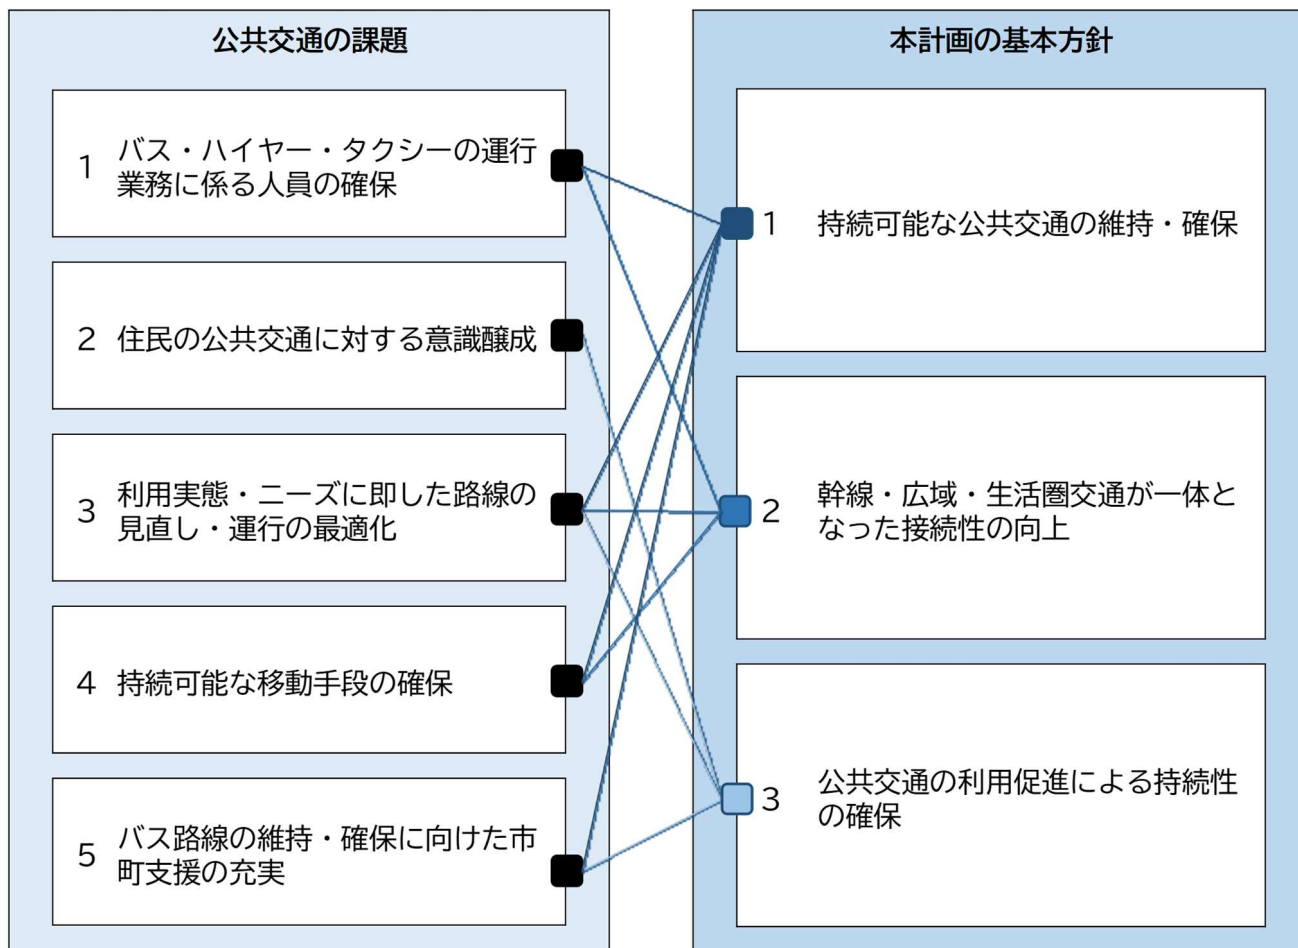 公共交通の課題
1 バス・ハイヤー・タクシーの運行
業務に係る人員の確保
2 住民の公共交通に対する意識醸成
3 利用実態・ニーズに即した路線の
見直し・運行の最適化
4 持続可能な移動手段の確保
5 バス路線の維持・確保に向けた市
町支援の充実
本計画の基本方針
1 持続可能な公共交通の維持・確保
2 幹線・広域・生活圏交通が一体と
なった接続性の向上
3 公共交通の利用促進による持続性
の確保